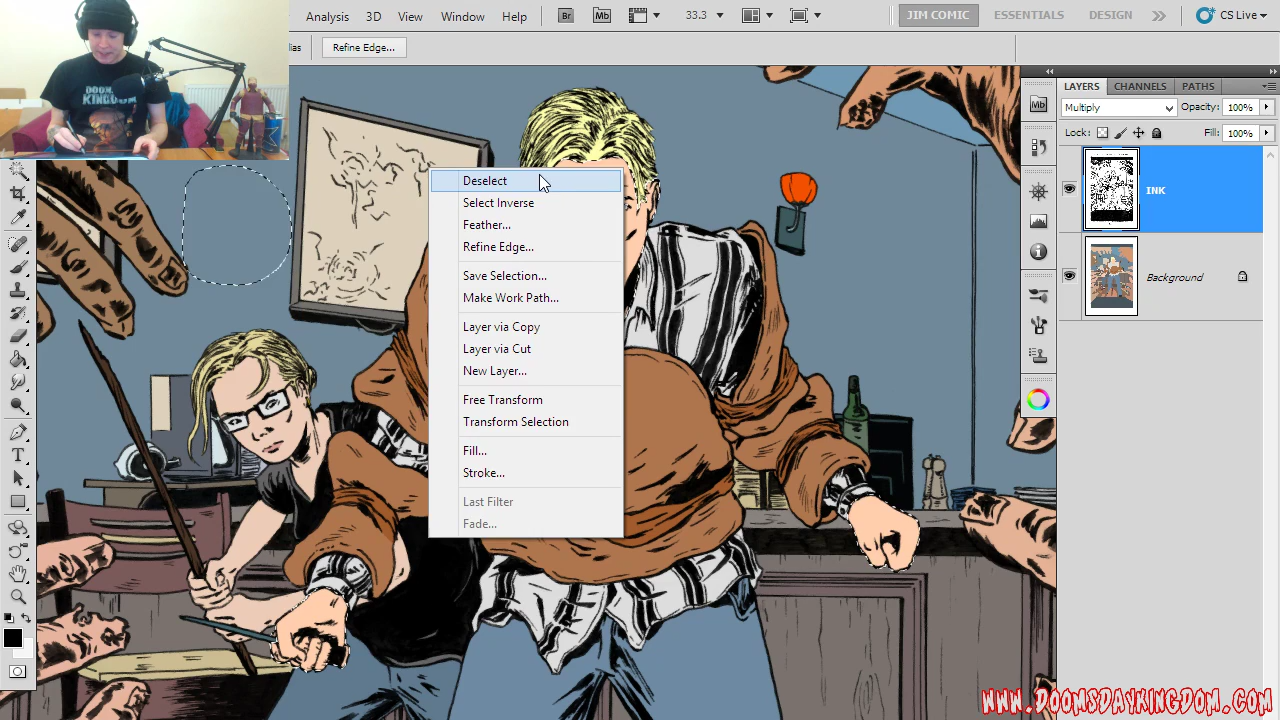 Analysis 3D View Window Help Br Mb 33.3 JIM COMIC ESSENTIALS DESIGN CS Live
Refine Edge...
DOOM
KINGDOM
LAYERS CHANNELS PATHS
Mb
Multiply Opacity: 100%
Lock: Fill: 100%
INK
Background
Deselect
Select Inverse
Feather...
Refine Edge...
Save Selection...
Make Work Path...
Layer via Copy
Layer via Cut
New Layer...
Free Transform
Transform Selection
Fill...
Stroke...
Last Filter
Fade...
T
www.DOOMSDAYKINGDOM.COM